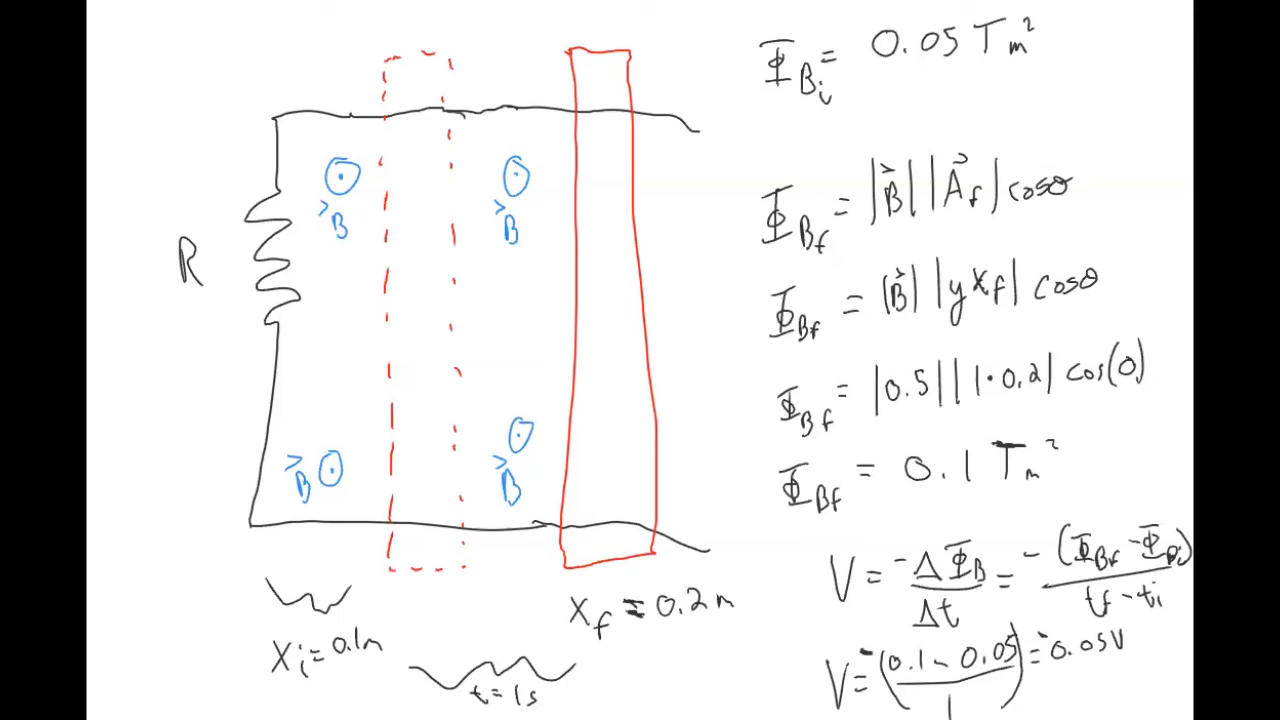 Φ_Bi = 0.05 Tm²
Φ_Bf = |B⃗| |A⃗_f| cosθ
Φ_Bf = |B⃗| |y x_f| cosθ
Φ_Bf = |0.5| |1·0.2| cos(0)
Φ_Bf = 0.1 Tm²
V = -ΔΦ_B/Δt = -(Φ_Bf - Φ_Bi)/(t_f - t_i)
V = -(0.1 - 0.05/1) = -0.05V
R
B⃗
B⃗
B⃗
B⃗
X_i = 0.1m
X_f = 0.2m
t = 1s